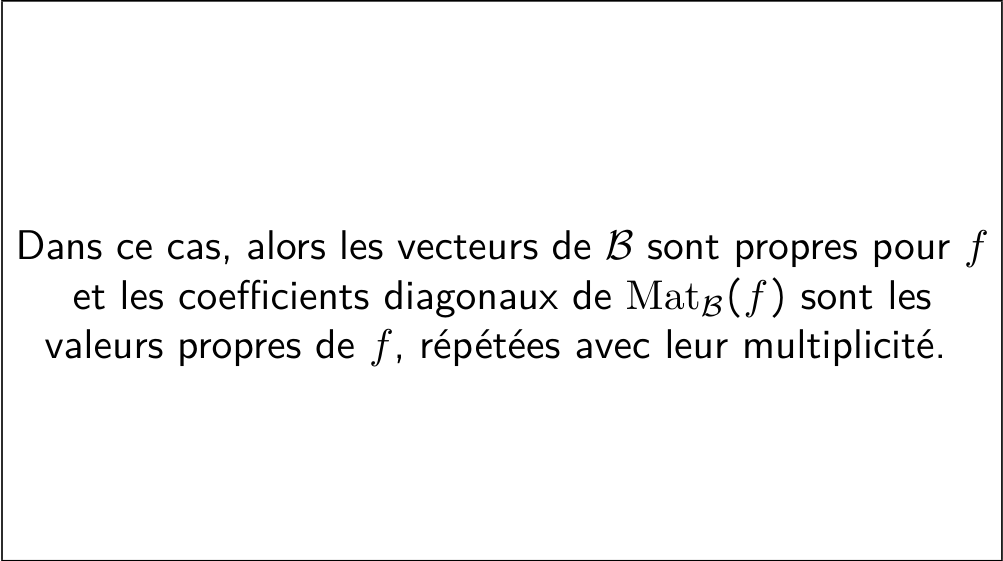 Dans ce cas, alors les vecteurs de ℬ sont propres pour f
et les coefficients diagonaux de Mat_ℬ(f) sont les
valeurs propres de f, répétées avec leur multiplicité.